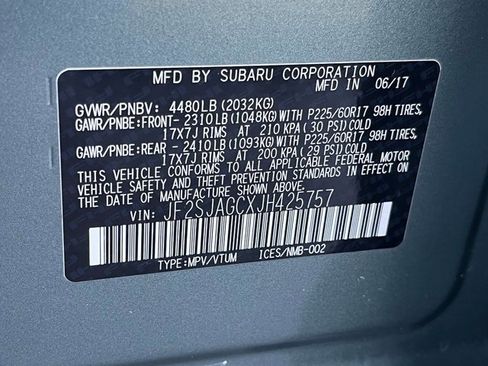 MFD BY SUBARU CORPORATION
MFD IN 06/17
GVWR/PNBV: 4480LB (2032KG)
GAWR/PNBE:FRONT- 2310LB (1048KG)WITH P225/60R17 98H TIRES,
17X7J RIMS AT 210 KPA (30 PSI)COLD
GAWR/PNBE:REAR - 2410LB (1093KG)WITH P225/60R17 98H TIRES,
17X7J RIMS AT 200 KPA (29 PSI)COLD
THIS VEHICLE CONFORMS TO ALL APPLICABLE FEDERAL MOTOR
VEHICLE SAFETY AND BUMPER STANDARDS IN EFFECT ON
THE DATE OF MANUFACTURE SHOWN ABOVE.
VIN: JF2SJAGCXJH425757
TYPE:MPV/VTUM ICES/NMB-002